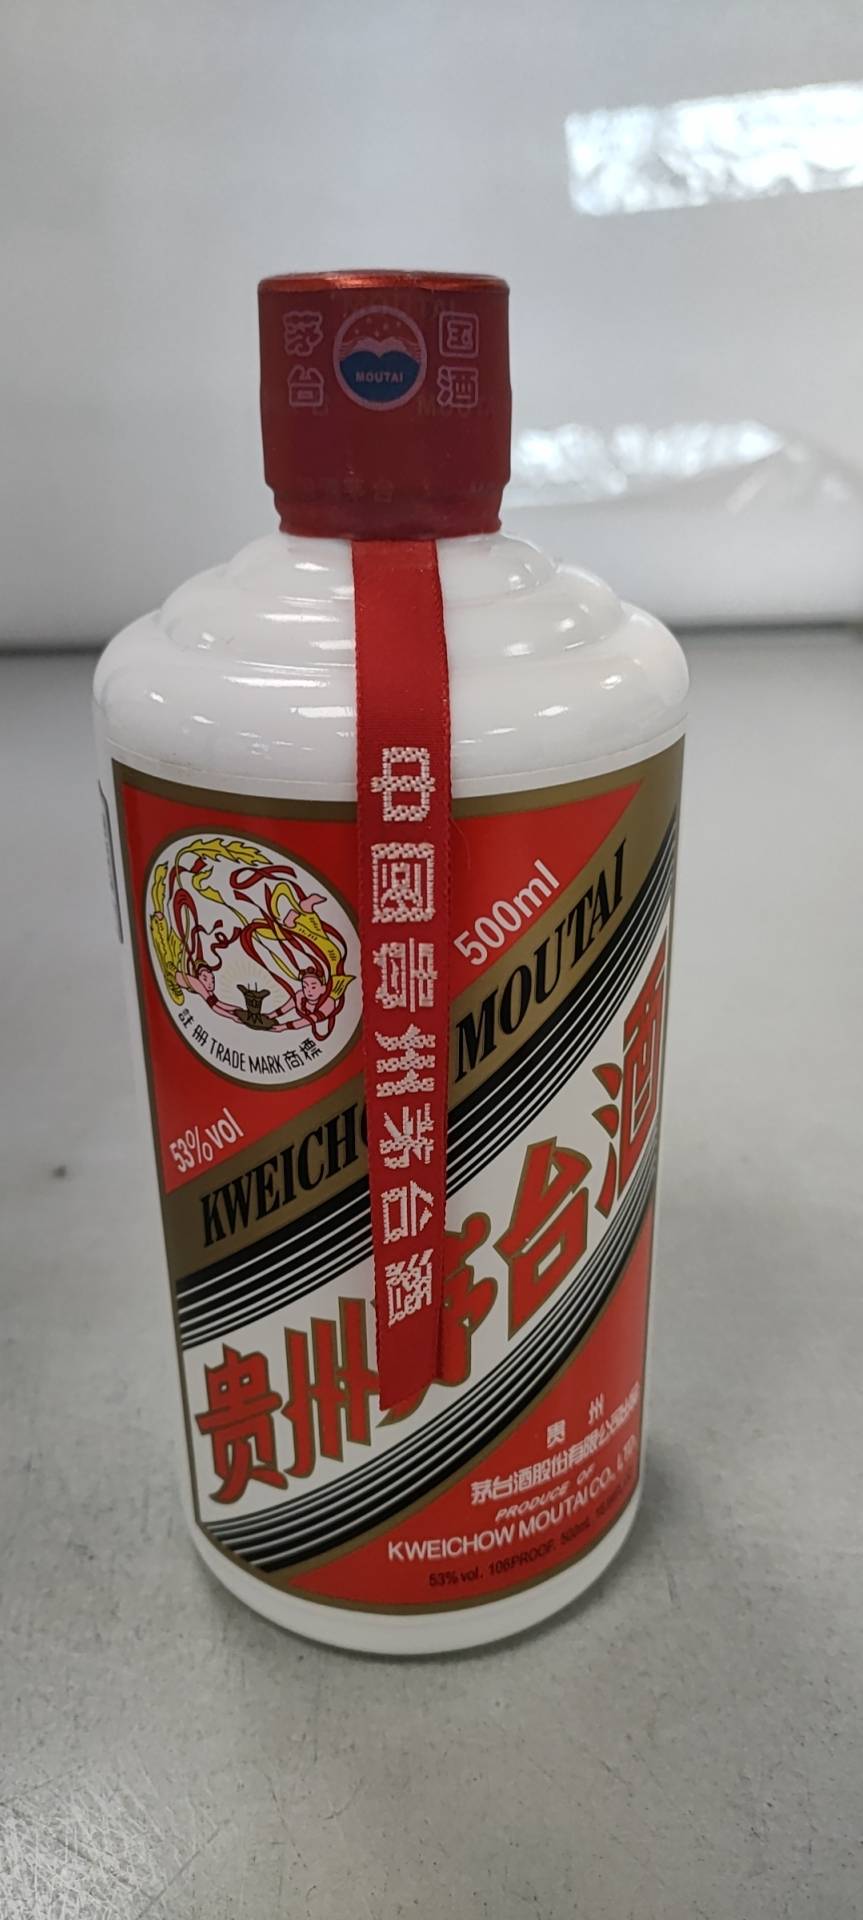 国酒
茅台
MOUTAI
中國贵州茅台酒
500ml
註册 TRADE MARK 商標
53%vol
MOUTAI
贵州茅台酒
贵州
茅台酒股份有限公司出品
PRODUCE OF
KWEICHOW MOUTAI CO., LTD.
53% vol. 106PROOF. 500mL